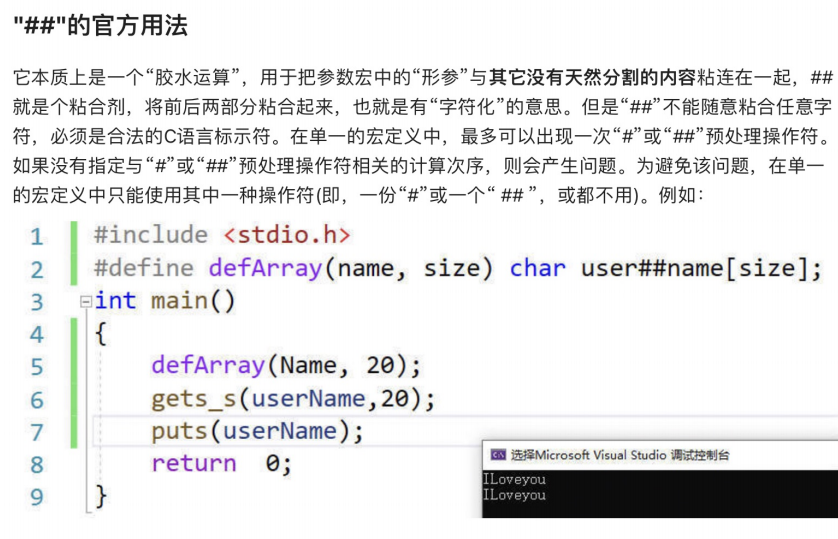 "##"的官方用法
它本质上是一个“胶水运算”，用于把参数宏中的“形参”与其它没有天然分割的内容粘连在一起，##
就是个粘合剂，将前后两部分粘合起来，也就是有“字符化”的意思。但是“##”不能随意粘合任意字
符，必须是合法的C语言标示符。在单一的宏定义中，最多可以出现一次“#”或“##”预处理操作符。
如果没有指定与“#”或“##”预处理操作符相关的计算次序，则会产生问题。为避免该问题，在单一
的宏定义中只能使用其中一种操作符(即，一份“#”或一个“ ## ”，或都不用)。例如：
1 #include <stdio.h>
2 #define defArray(name, size) char user##name[size];
3 int main()
4 {
5 defArray(Name, 20);
6 gets_s(userName,20);
7 puts(userName);
8 return 0;
9 }
选择Microsoft Visual Studio 调试控制台
ILoveyou
ILoveyou